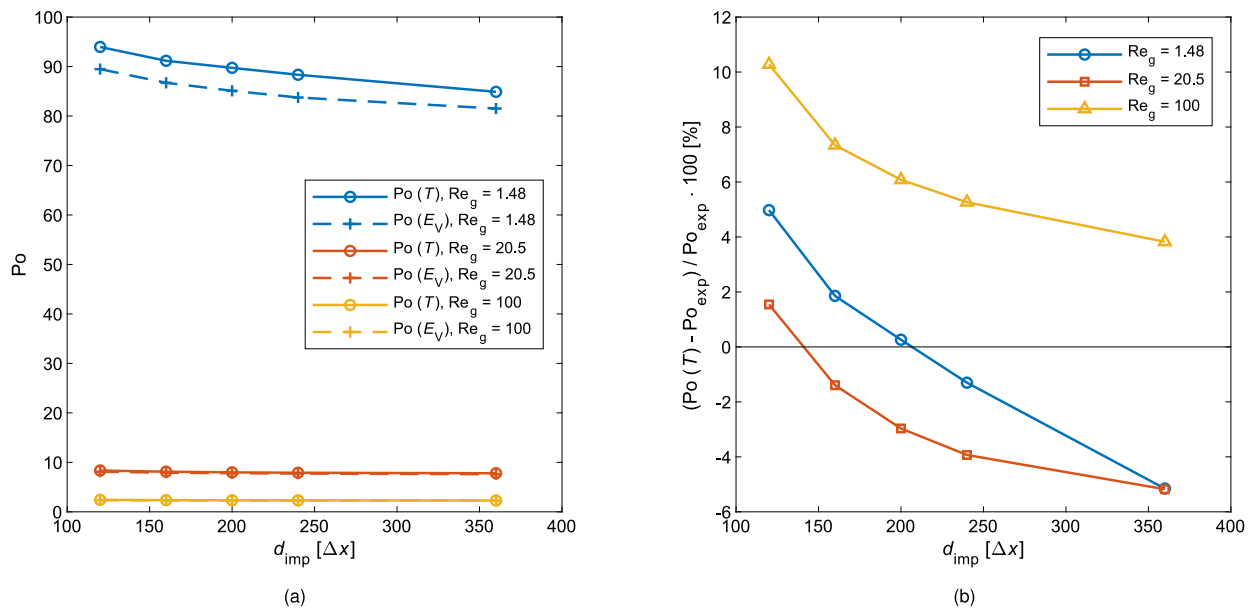 100
90
80
70
60
50
40
30
20
10
0
Po
Po (T), Re_g = 1.48
Po (E_V), Re_g = 1.48
Po (T), Re_g = 20.5
Po (E_V), Re_g = 20.5
Po (T), Re_g = 100
Po (E_V), Re_g = 100
100 150 200 250 300 350 400
d_imp [Δx]
(a)
12
10
8
6
4
2
0
-2
-4
-6
(Po (T) - Po_exp) / Po_exp · 100 [%]
Re_g = 1.48
Re_g = 20.5
Re_g = 100
100 150 200 250 300 350 400
d_imp [Δx]
(b)